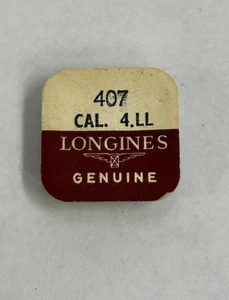 407
CAL. 4.LL
LONGINES
GENUINE